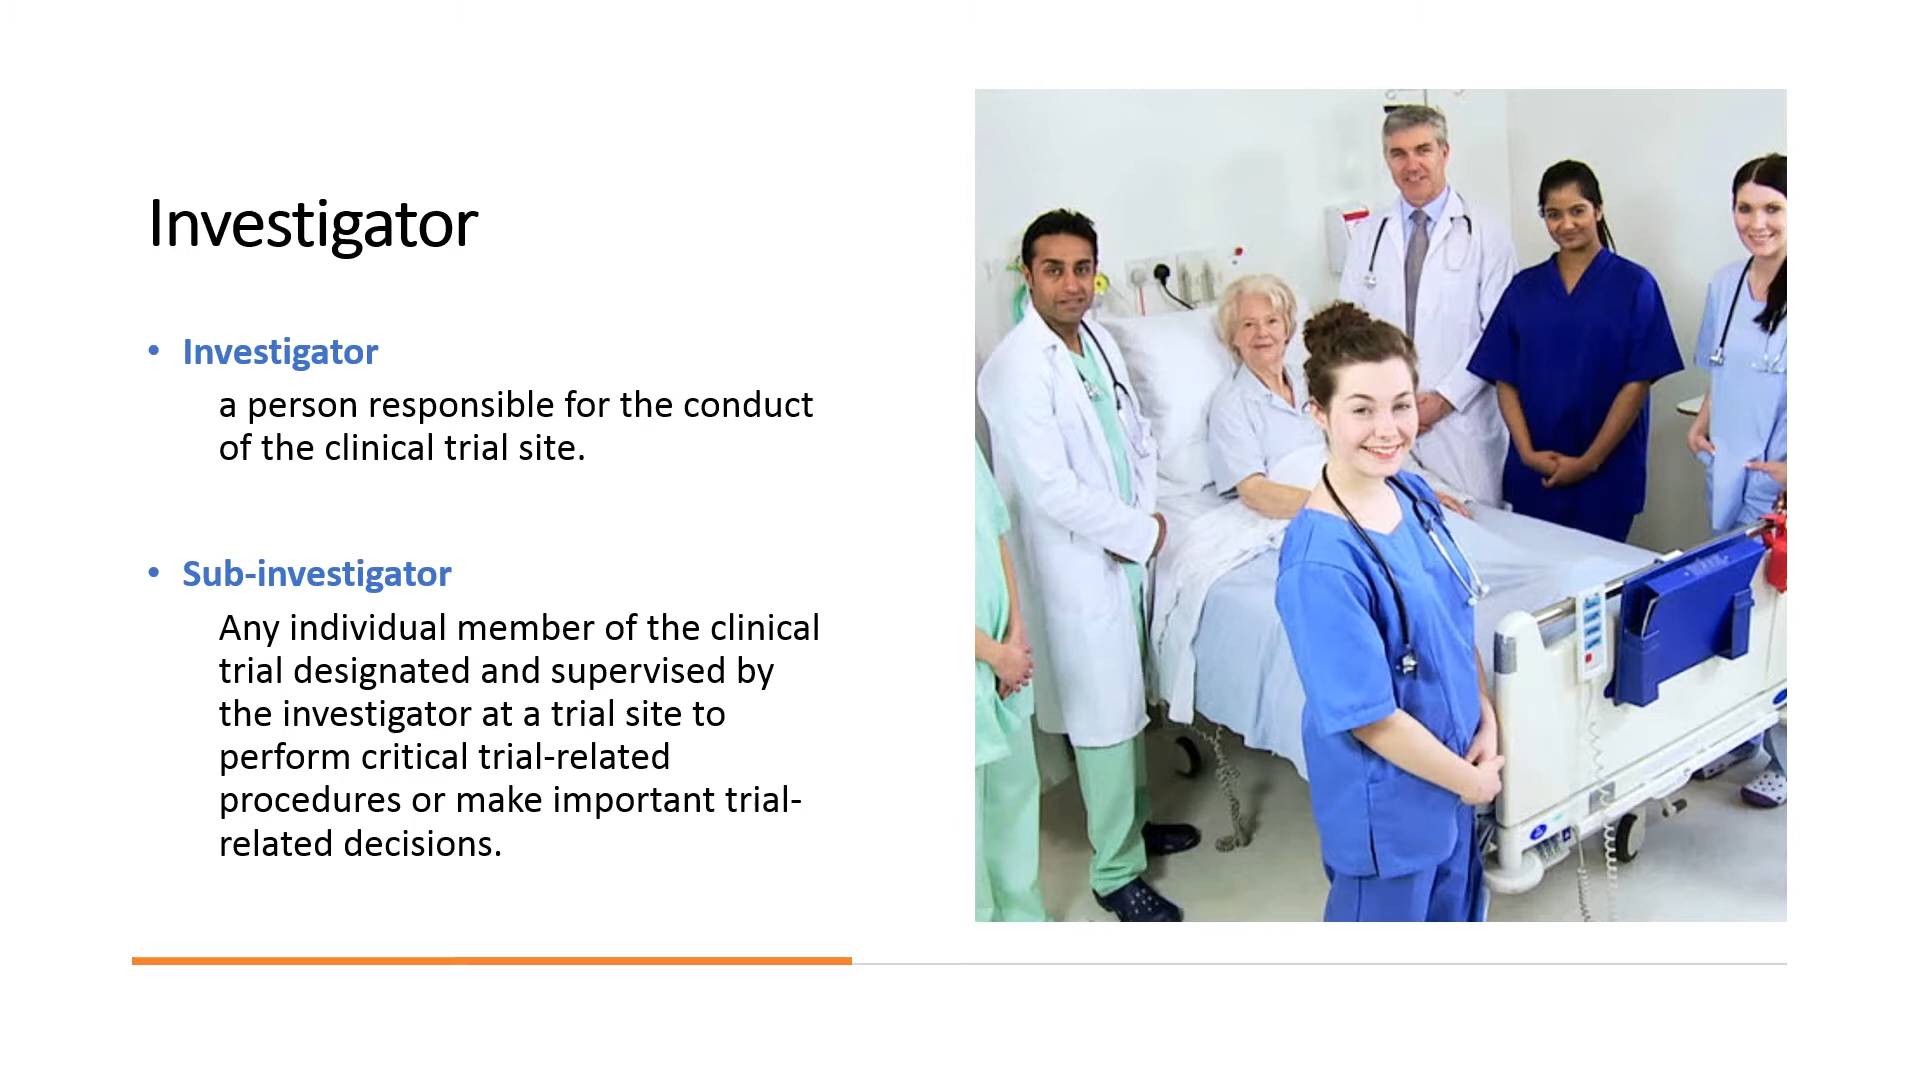 Investigator
• Investigator
a person responsible for the conduct
of the clinical trial site.
• Sub-investigator
Any individual member of the clinical
trial designated and supervised by
the investigator at a trial site to
perform critical trial-related
procedures or make important trial-
related decisions.